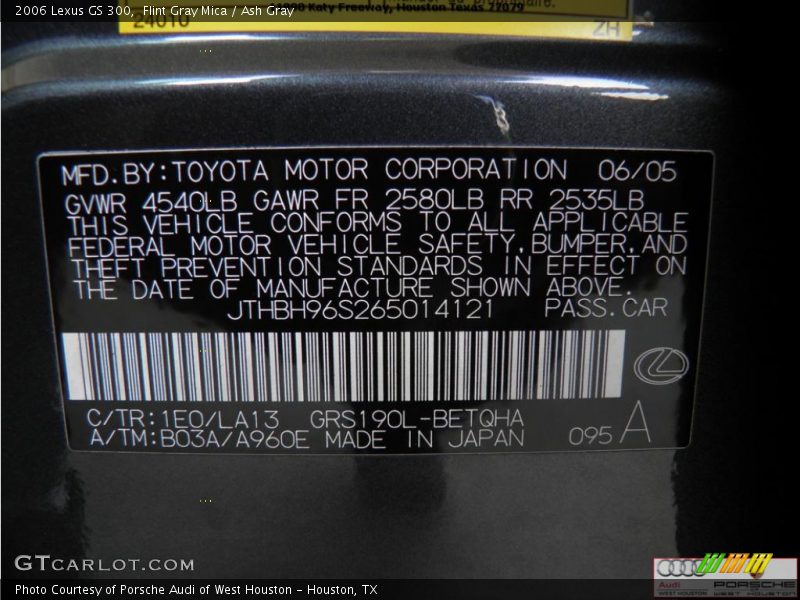 2006 Lexus GS 300, Flint Gray Mica / Ash Gray
Katy Freeway, Houston Texas 77079
24010
ZH
MFD.BY:TOYOTA MOTOR CORPORATION 06/05
GVWR 4540LB GAWR FR 2580LB RR 2535LB
THIS VEHICLE CONFORMS TO ALL APPLICABLE
FEDERAL MOTOR VEHICLE SAFETY,BUMPER,AND
THEFT PREVENTION STANDARDS IN EFFECT ON
THE DATE OF MANUFACTURE SHOWN ABOVE.
JTHBH96S265014121 PASS.CAR
C/TR:1E0/LA13 GRS190L-BETQHA
A/TM:B03A/A960E MADE IN JAPAN 095 A
GTCARLOT.COM
Audi PORSCHE
WEST HOUSTON WEST HOUSTON
Photo Courtesy of Porsche Audi of West Houston - Houston, TX